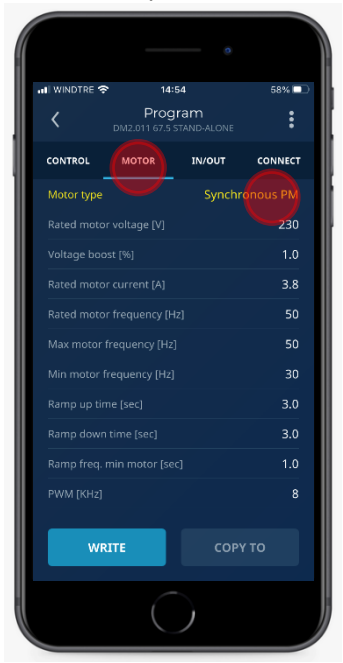 WINDTRE 14:54 58%
Program
DM2.011 67.5 STAND-ALONE
CONTROL MOTOR IN/OUT CONNECT
Motor type Synchronous PM
Rated motor voltage [V] 230
Voltage boost [%] 1.0
Rated motor current [A] 3.8
Rated motor frequency [Hz] 50
Max motor frequency [Hz] 50
Min motor frequency [Hz] 30
Ramp up time [sec] 3.0
Ramp down time [sec] 3.0
Ramp freq. min motor [sec] 1.0
PWM [KHz] 8
WRITE COPY TO